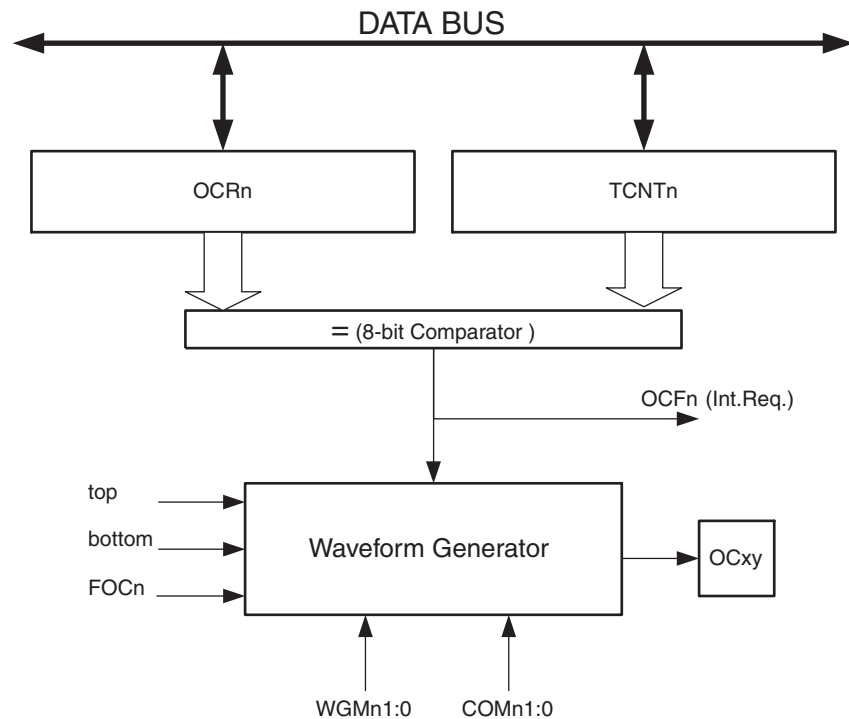 DATA BUS
OCRn
TCNTn
= (8-bit Comparator )
OCFn (Int.Req.)
top
bottom
FOCn
Waveform Generator
OCxy
WGMn1:0
COMn1:0